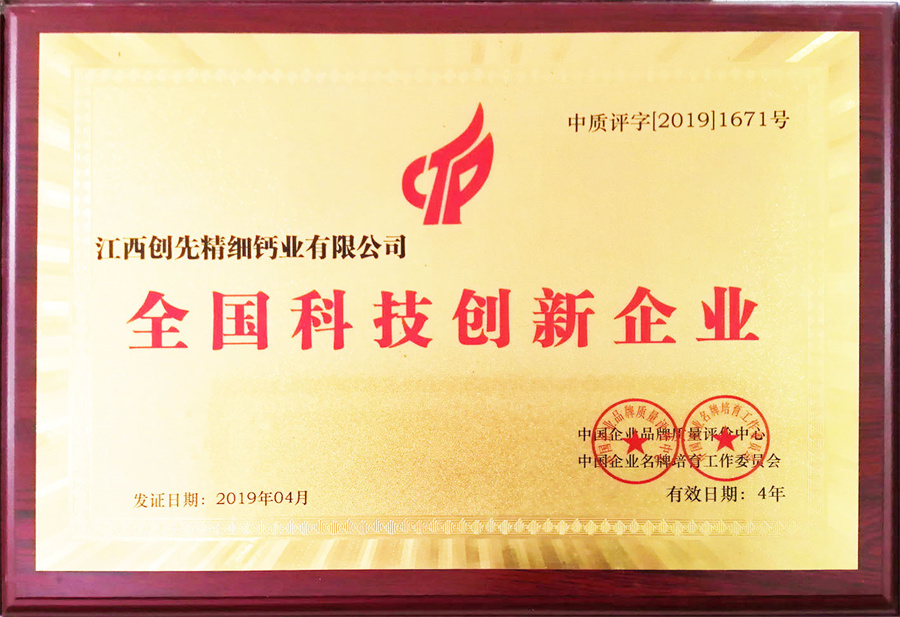 中质评字[2019]1671号
CTP
江西创先精细钙业有限公司
全国科技创新企业
中国企业品牌质量评价中心
中国企业名牌培育工作委员会
发证日期：2019年04月
有效日期：4年